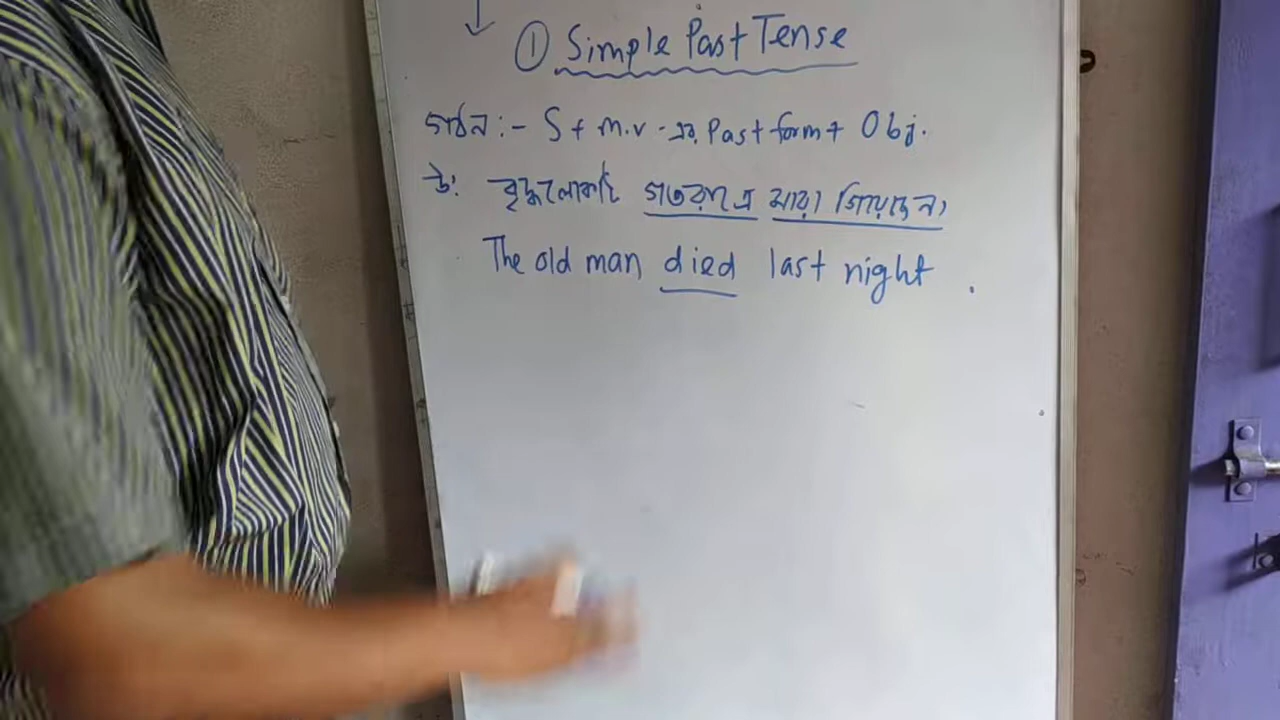 ① Simple Past Tense
গঠন:- S + m.v - এর Past form + Obj.
উঃ বৃদ্ধলোকটি গতরাত্রে মারা গিয়েছেন।
The old man died last night .